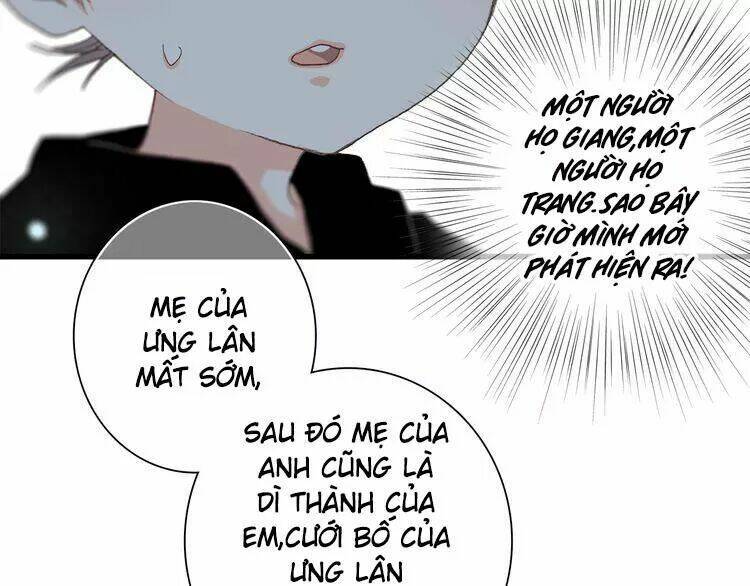 MỘT NGƯỜI
HỌ GIANG,MỘT
NGƯỜI HỌ
TRANG.SAO BÂY
GIỜ MÌNH MỚI
PHÁT HIỆN RA!
MẸ CỦA
ƯNG LÂN
MẤT SỚM,
SAU ĐÓ MẸ CỦA
ANH CŨNG LÀ
DÌ THÀNH CỦA
EM,CƯỚI BỐ CỦA
ƯNG LÂN